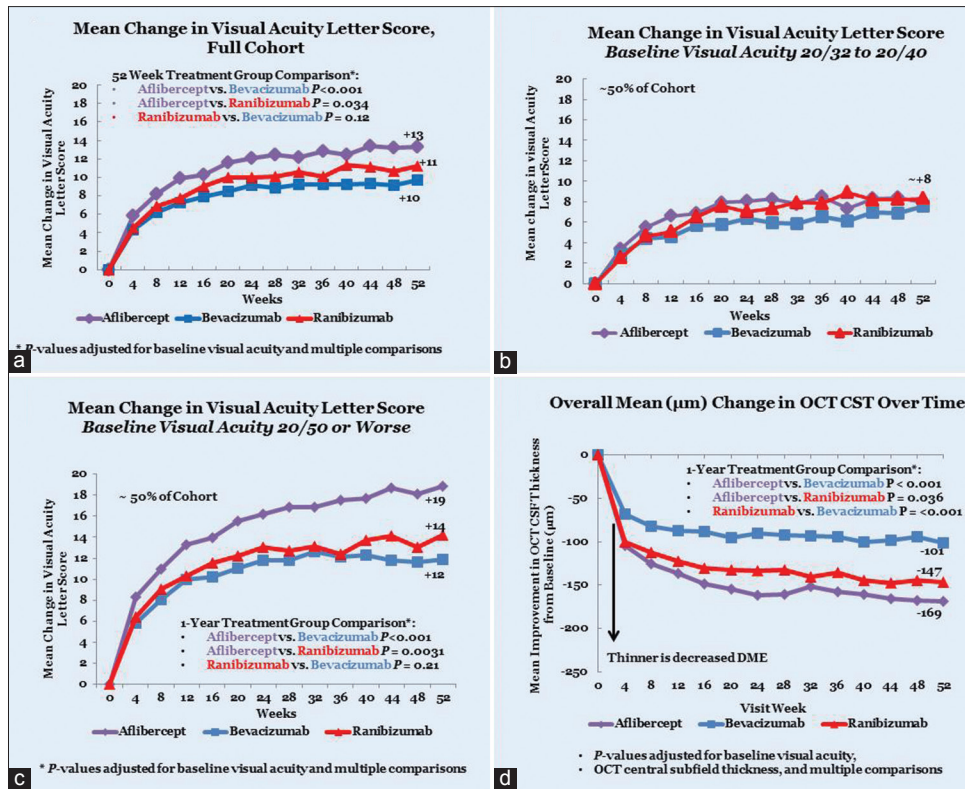 Mean Change in Visual Acuity Letter Score,
Full Cohort
52 Week Treatment Group Comparison*:
• Aflibercept vs. Bevacizumab P<0.001
• Aflibercept vs. Ranibizumab P = 0.034
• Ranibizumab vs. Bevacizumab P = 0.12
Mean Change in Visual Acuity
Letter Score
20
18
16
14
12
10
8
6
4
2
0
+13
+11
+10
0 4 8 12 16 20 24 28 32 36 40 44 48 52
Weeks
Aflibercept Bevacizumab Ranibizumab
* P-values adjusted for baseline visual acuity and multiple comparisons
a
Mean Change in Visual Acuity Letter Score
Baseline Visual Acuity 20/32 to 20/40
~50% of Cohort
Mean change in visual Acuity
Letter Score
20
18
16
14
12
10
8
6
4
2
0
~+8
0 4 8 12 16 20 24 28 32 36 40 44 48 52
Weeks
Aflibercept Bevacizumab Ranibizumab
b
Mean Change in Visual Acuity Letter Score
Baseline Visual Acuity 20/50 or Worse
~ 50% of Cohort
Mean Change in Visual Acuity
Letter Score
20
18
16
14
12
10
8
6
4
2
0
+19
+14
+12
1-Year Treatment Group Comparison*:
• Aflibercept vs. Bevacizumab P<0.001
• Aflibercept vs. Ranibizumab P = 0.0031
• Ranibizumab vs. Bevacizumab P = 0.21
0 4 8 12 16 20 24 28 32 36 40 44 48 52
Weeks
Aflibercept Bevacizumab Ranibizumab
* P-values adjusted for baseline visual acuity and multiple comparisons
c
Overall Mean (µm) Change in OCT CST Over Time
Mean Improvement in OCT CSF Thickness
from Baseline (µm)
0
-50
-100
-150
-200
-250
1-Year Treatment Group Comparison*:
• Aflibercept vs. Bevacizumab P < 0.001
• Aflibercept vs. Ranibizumab P = 0.036
• Ranibizumab vs. Bevacizumab P = <0.001
-101
-147
-169
Thinner is decreased DME
0 4 8 12 16 20 24 28 32 36 40 44 48 52
Visit Week
Aflibercept Bevacizumab Ranibizumab
• P-values adjusted for baseline visual acuity,
• OCT central subfield thickness, and multiple comparisons
d